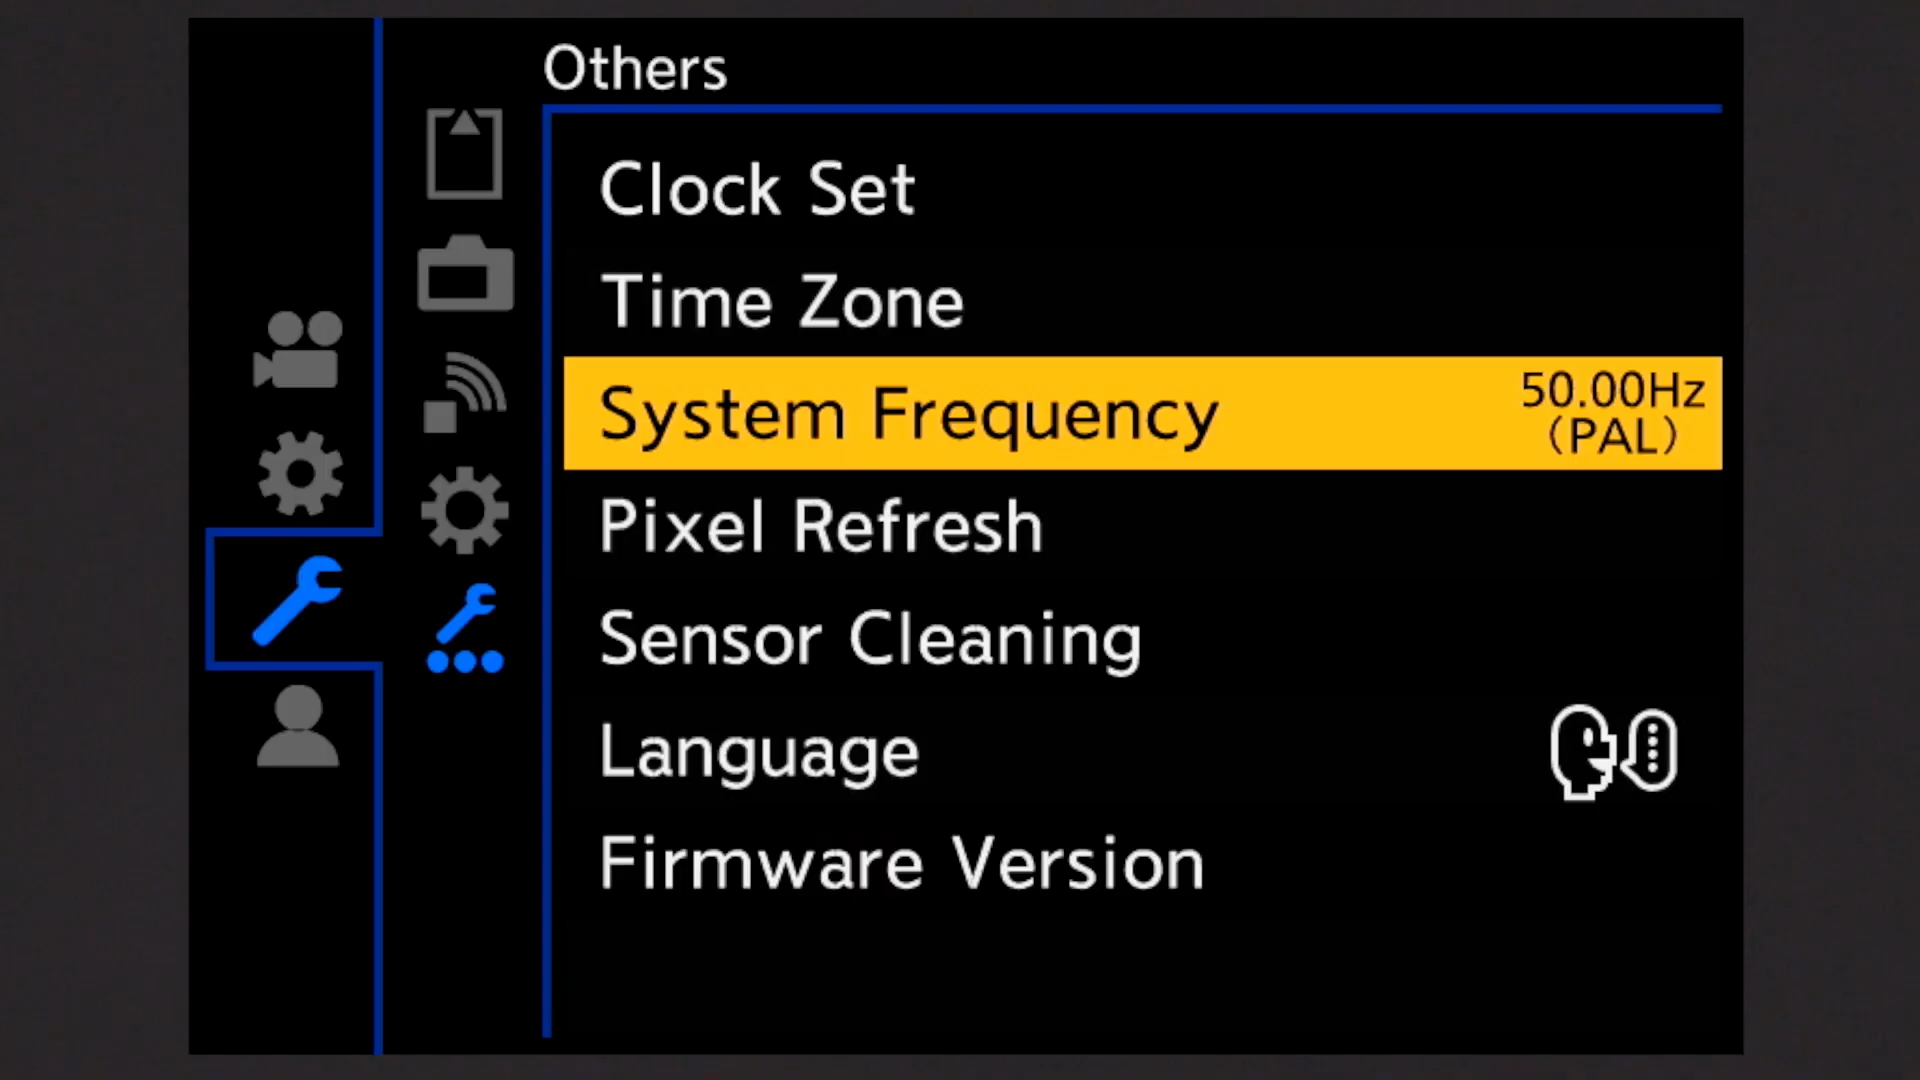 Others
Clock Set
Time Zone
System Frequency 50.00Hz
(PAL)
Pixel Refresh
Sensor Cleaning
Language
Firmware Version